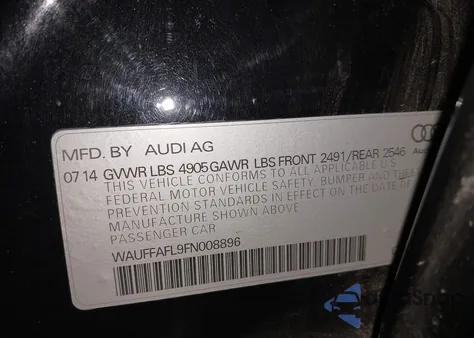 MFD. BY AUDI AG
07 14 GVWR LBS 4905 GAWR LBS FRONT 2491/REAR 2546
THIS VEHICLE CONFORMS TO ALL APPLICABLE U.S
FEDERAL MOTOR VEHICLE SAFETY, BUMPER AND THEFT
PREVENTION STANDARDS IN EFFECT ON THE DATE OF
MANUFACTURE SHOWN ABOVE
PASSENGER CAR
WAUFFAFL9FN008896